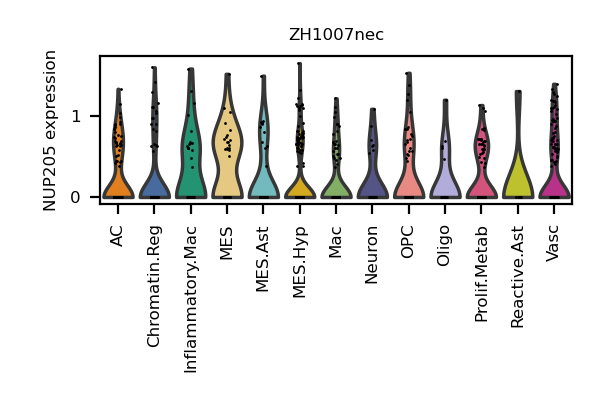 ZH1007nec
NUP205 expression
1
0
AC
Chromatin.Reg
Inflammatory.Mac
MES
MES.Ast
MES.Hyp
Mac
Neuron
OPC
Oligo
Prolif.Metab
Reactive.Ast
Vasc